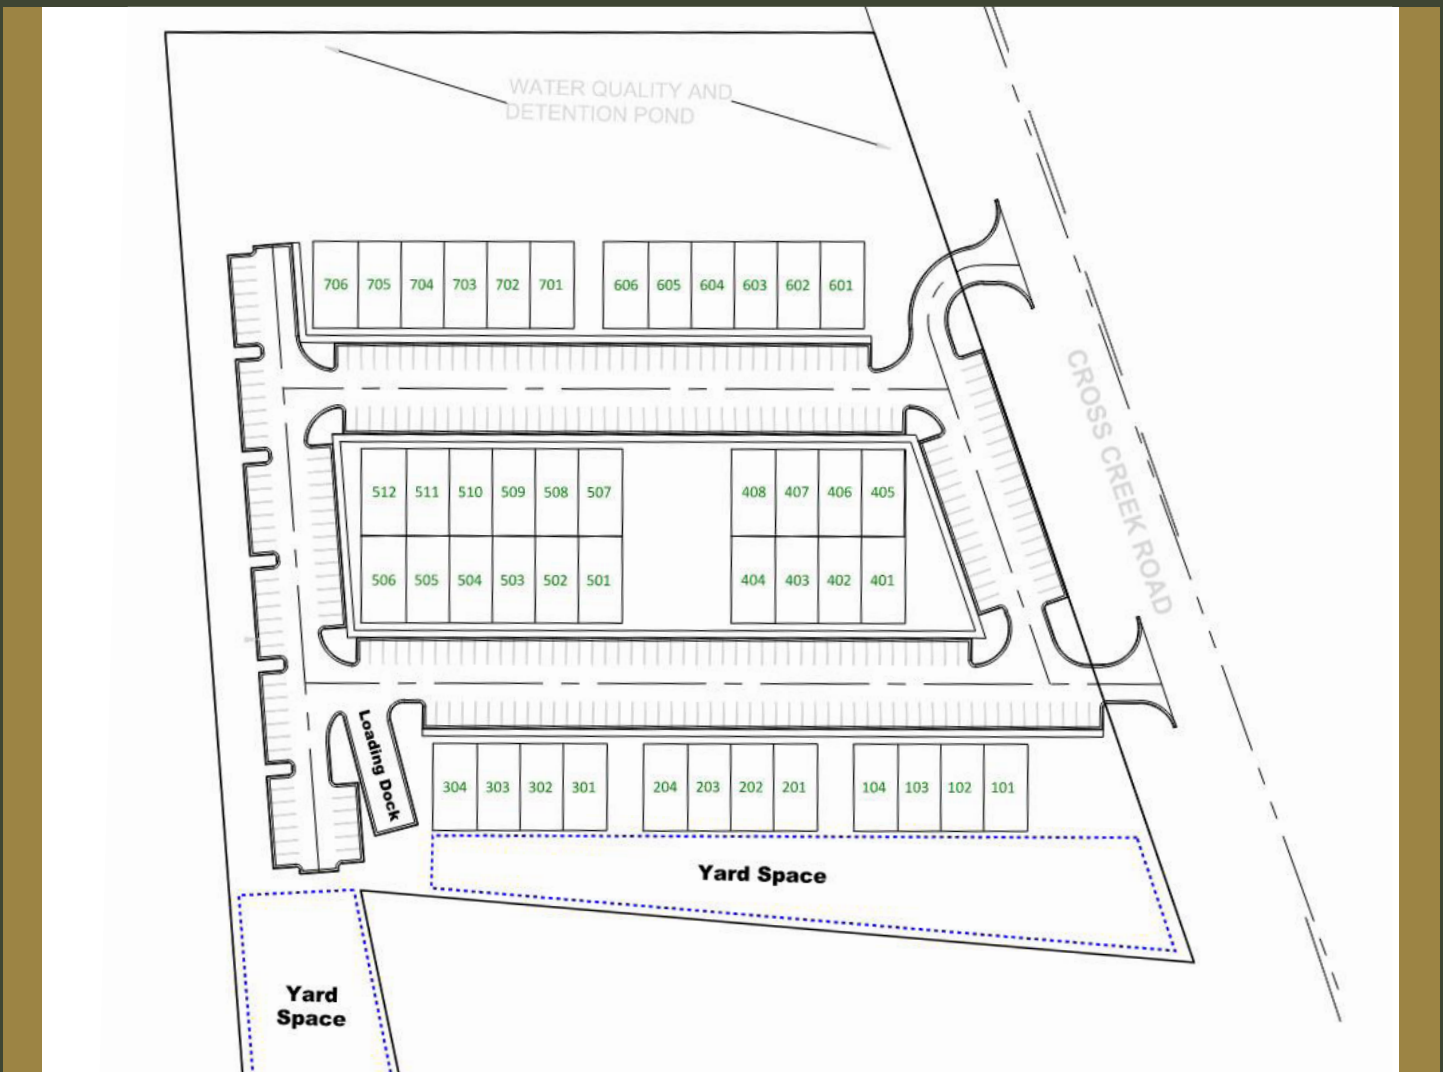 WATER QUALITY AND
DETENTION POND
706 705 704 703 702 701 606 605 604 603 602 601
CROSS CREEK ROAD
512 511 510 509 508 507 408 407 406 405
506 505 504 503 502 501 404 403 402 401
Loading Dock
304 303 302 301 204 203 202 201 104 103 102 101
Yard Space
Yard
Space